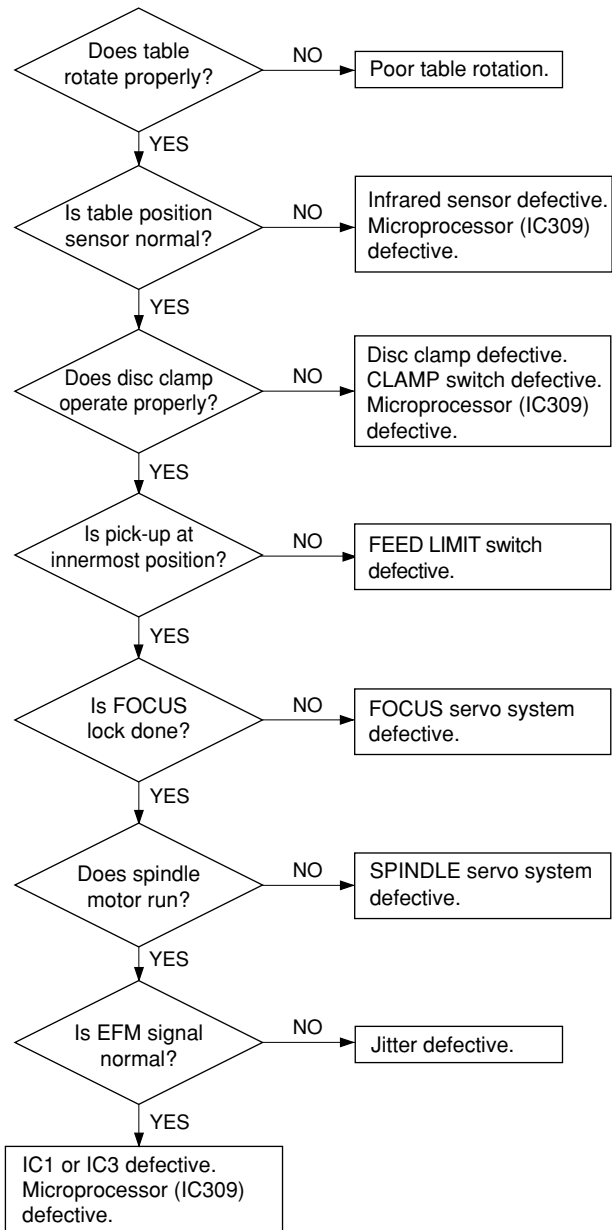 Does table
rotate properly?
NO
Poor table rotation.
YES
Is table position
sensor normal?
NO
Infrared sensor defective.
Microprocessor (IC309)
defective.
YES
Does disc clamp
operate properly?
NO
Disc clamp defective.
CLAMP switch defective.
Microprocessor (IC309)
defective.
YES
Is pick-up at
innermost position?
NO
FEED LIMIT switch
defective.
YES
Is FOCUS
lock done?
NO
FOCUS servo system
defective.
YES
Does spindle
motor run?
NO
SPINDLE servo system
defective.
YES
Is EFM signal
normal?
NO
Jitter defective.
YES
IC1 or IC3 defective.
Microprocessor (IC309)
defective.